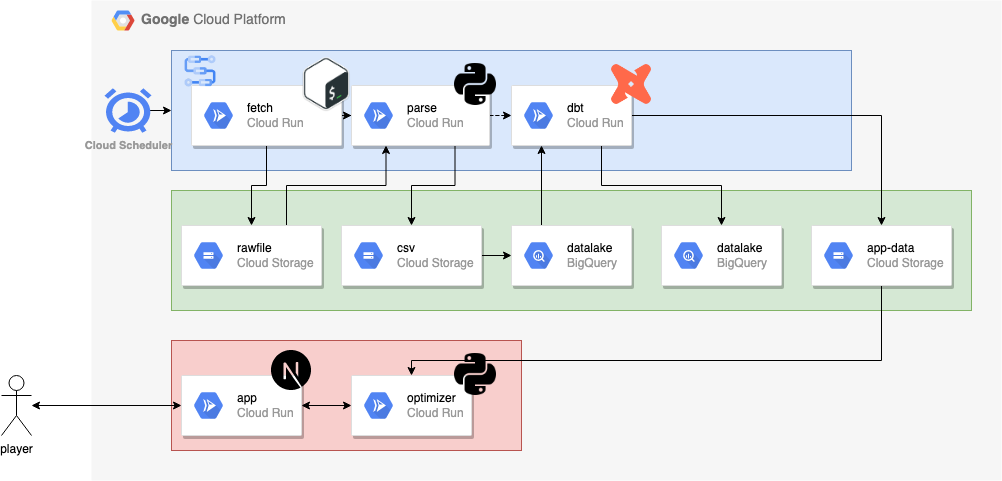 Google Cloud Platform
fetch
Cloud Run
$_
parse
Cloud Run
dbt
Cloud Run
Cloud Scheduler
rawfile
Cloud Storage
csv
Cloud Storage
datalake
BigQuery
datalake
BigQuery
app-data
Cloud Storage
N
app
Cloud Run
optimizer
Cloud Run
player